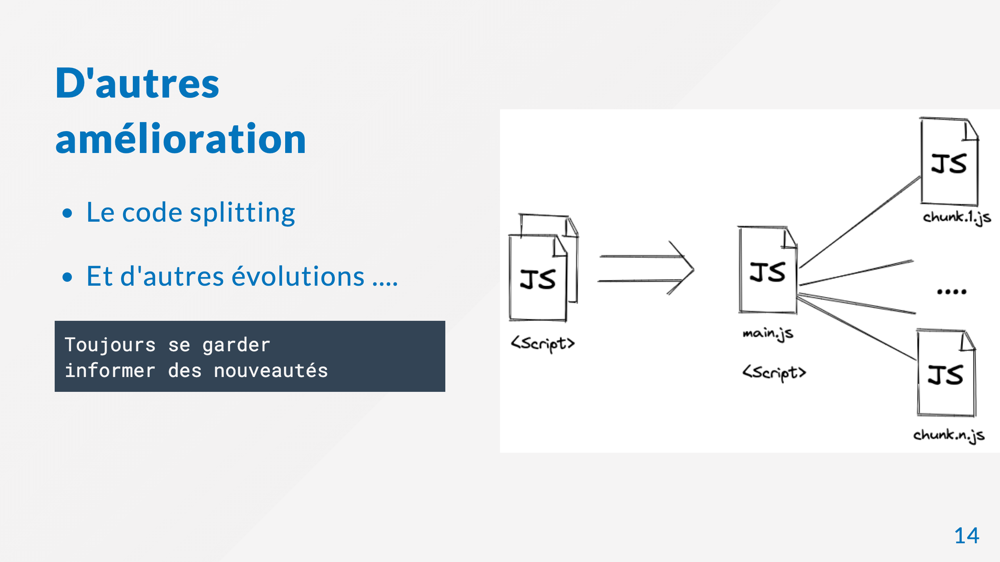 D'autres
amélioration
• Le code splitting
• Et d'autres évolutions ....
Toujours se garder
informer des nouveautés
JS
<Script>
JS
main.js
<Script>
JS
chunk.1.js
....
JS
chunk.n.js
14